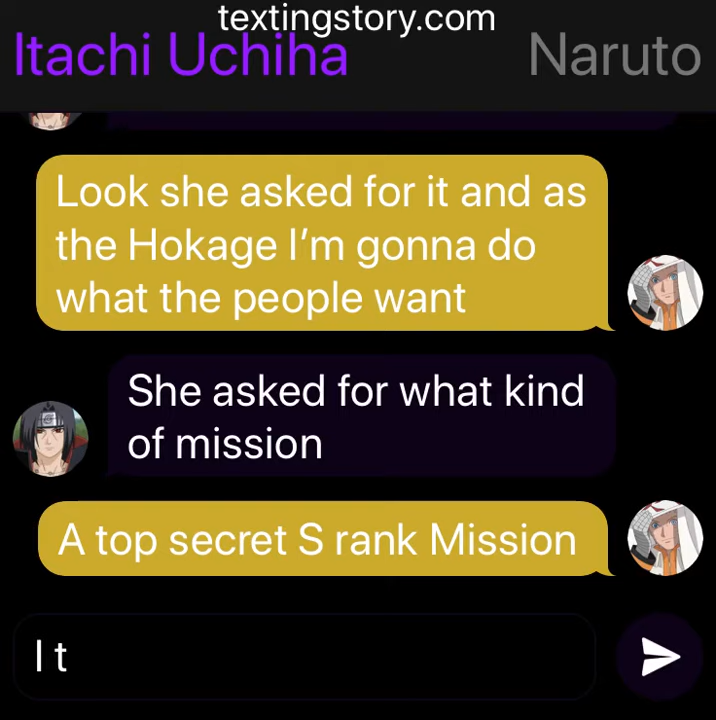 textingstory.com
Itachi Uchiha
Naruto
Look she asked for it and as
the Hokage I’m gonna do
what the people want
She asked for what kind
of mission
A top secret S rank Mission
I t